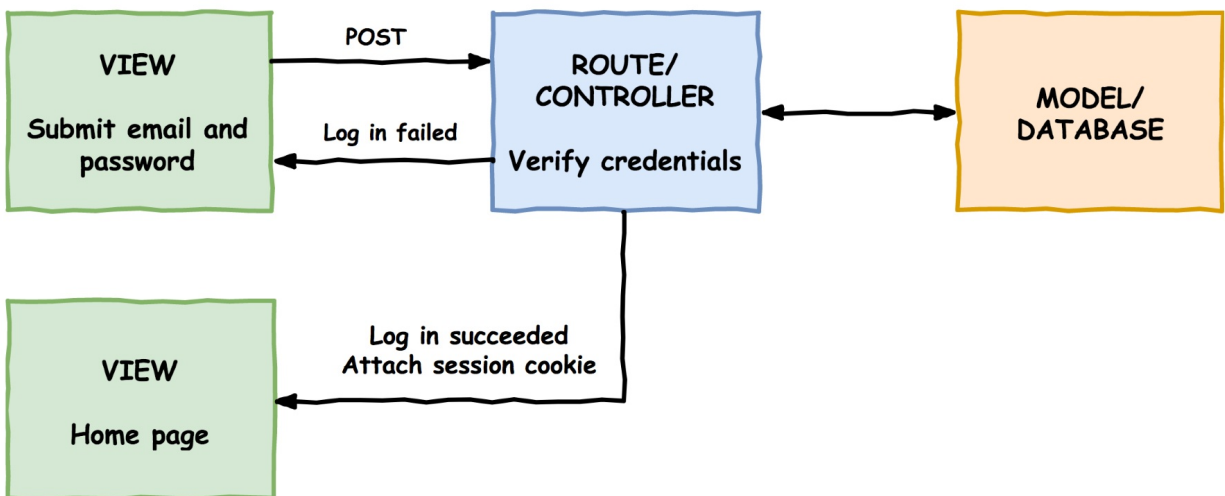 VIEW
Submit email and
password
POST
Log in failed
ROUTE/
CONTROLLER
Verify credentials
MODEL/
DATABASE
Log in succeeded
Attach session cookie
VIEW
Home page